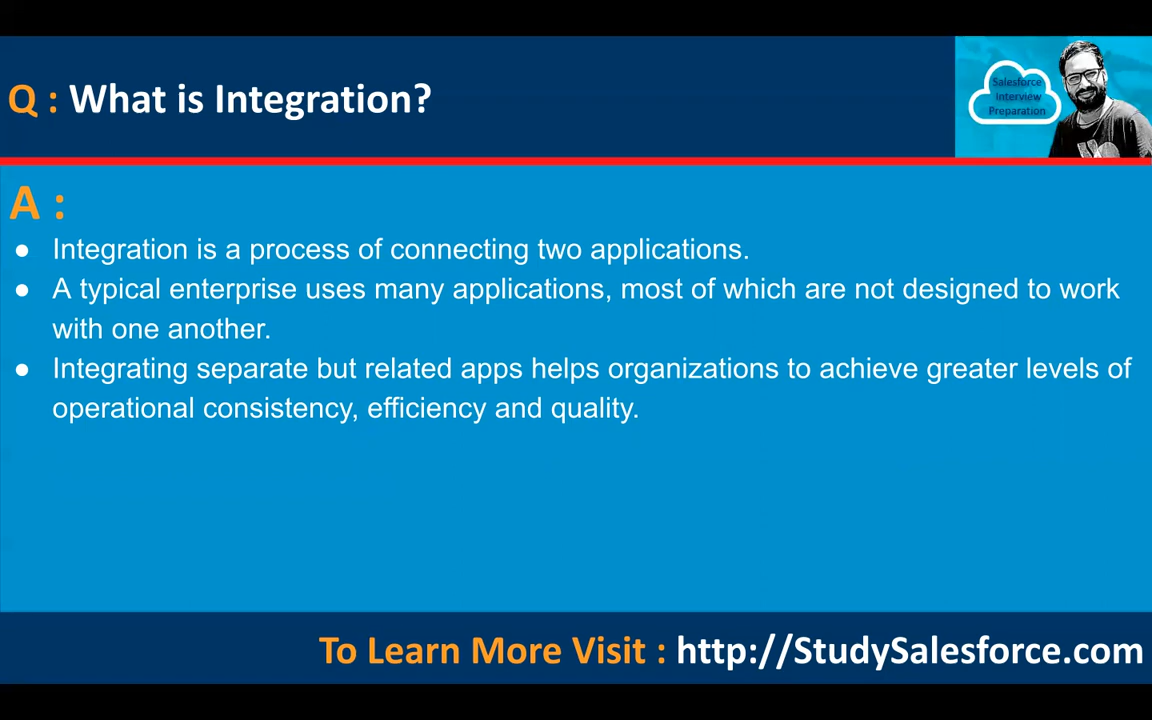 Q : What is Integration?
Salesforce
Interview
Preparation
A :
● Integration is a process of connecting two applications.
● A typical enterprise uses many applications, most of which are not designed to work
with one another.
● Integrating separate but related apps helps organizations to achieve greater levels of
operational consistency, efficiency and quality.
To Learn More Visit : http://StudySalesforce.com